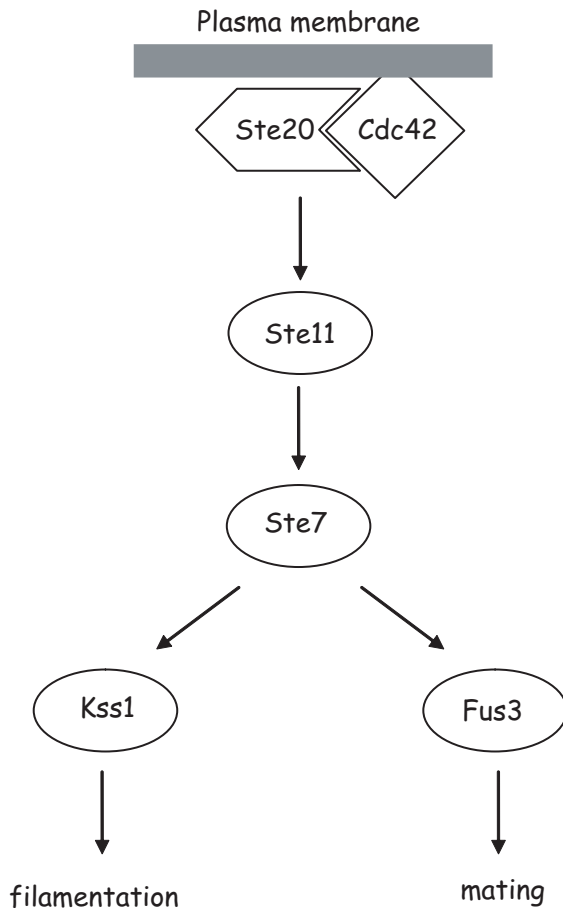 Plasma membrane
Ste20
Cdc42
Ste11
Ste7
Kss1
Fus3
filamentation
mating